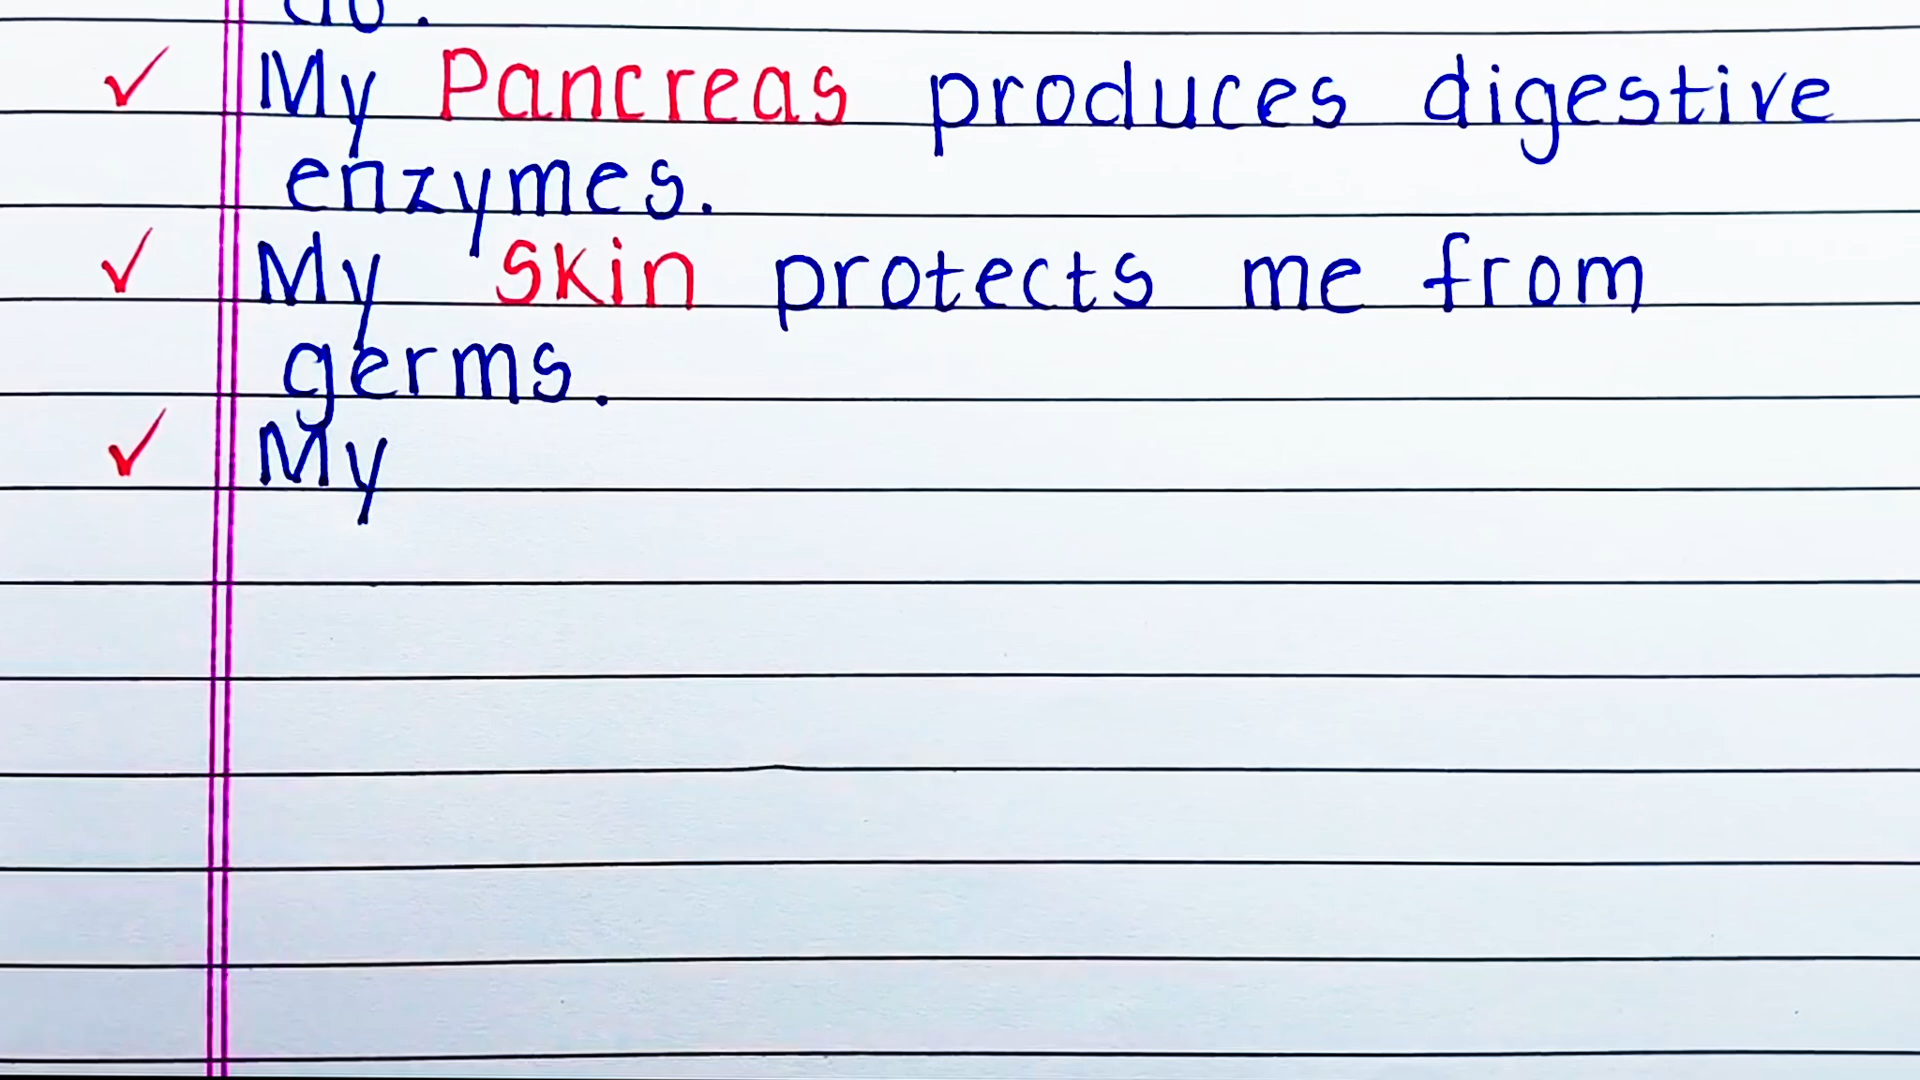 ✓ My Pancreas produces digestive
enzymes.
✓ My skin protects me from
germs.
✓ My